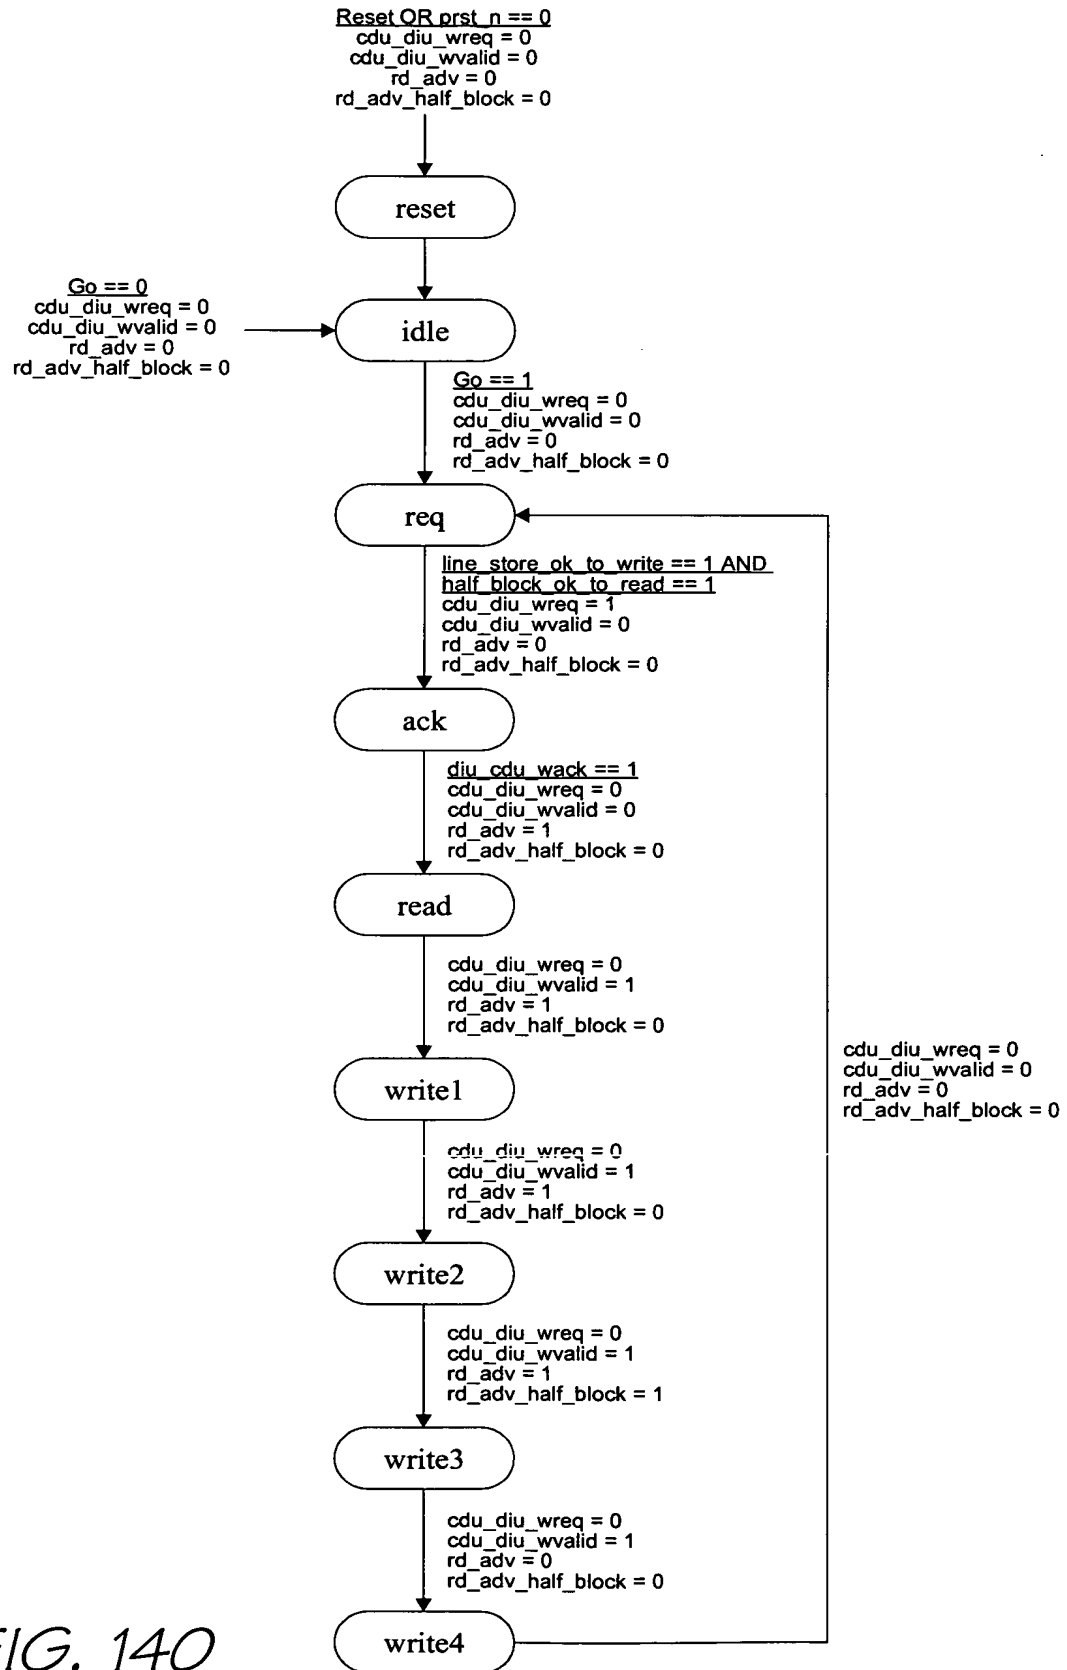 Reset OR prst_n == 0
cdu_diu_wreq = 0
cdu_diu_wvalid = 0
rd_adv = 0
rd_adv_half_block = 0
reset
Go == 0
cdu_diu_wreq = 0
cdu_diu_wvalid = 0
rd_adv = 0
rd_adv_half_block = 0
idle
Go == 1
cdu_diu_wreq = 0
cdu_diu_wvalid = 0
rd_adv = 0
rd_adv_half_block = 0
req
line_store_ok_to_write == 1 AND
half_block_ok_to_read == 1
cdu_diu_wreq = 1
cdu_diu_wvalid = 0
rd_adv = 0
rd_adv_half_block = 0
ack
diu_cdu_wack == 1
cdu_diu_wreq = 0
cdu_diu_wvalid = 0
rd_adv = 1
rd_adv_half_block = 0
read
cdu_diu_wreq = 0
cdu_diu_wvalid = 1
rd_adv = 1
rd_adv_half_block = 0
cdu_diu_wreq = 0
cdu_diu_wvalid = 0
rd_adv = 0
rd_adv_half_block = 0
write1
cdu_diu_wreq = 0
cdu_diu_wvalid = 1
rd_adv = 1
rd_adv_half_block = 0
write2
cdu_diu_wreq = 0
cdu_diu_wvalid = 1
rd_adv = 1
rd_adv_half_block = 1
write3
cdu_diu_wreq = 0
cdu_diu_wvalid = 1
rd_adv = 0
rd_adv_half_block = 0
write4
FIG. 140